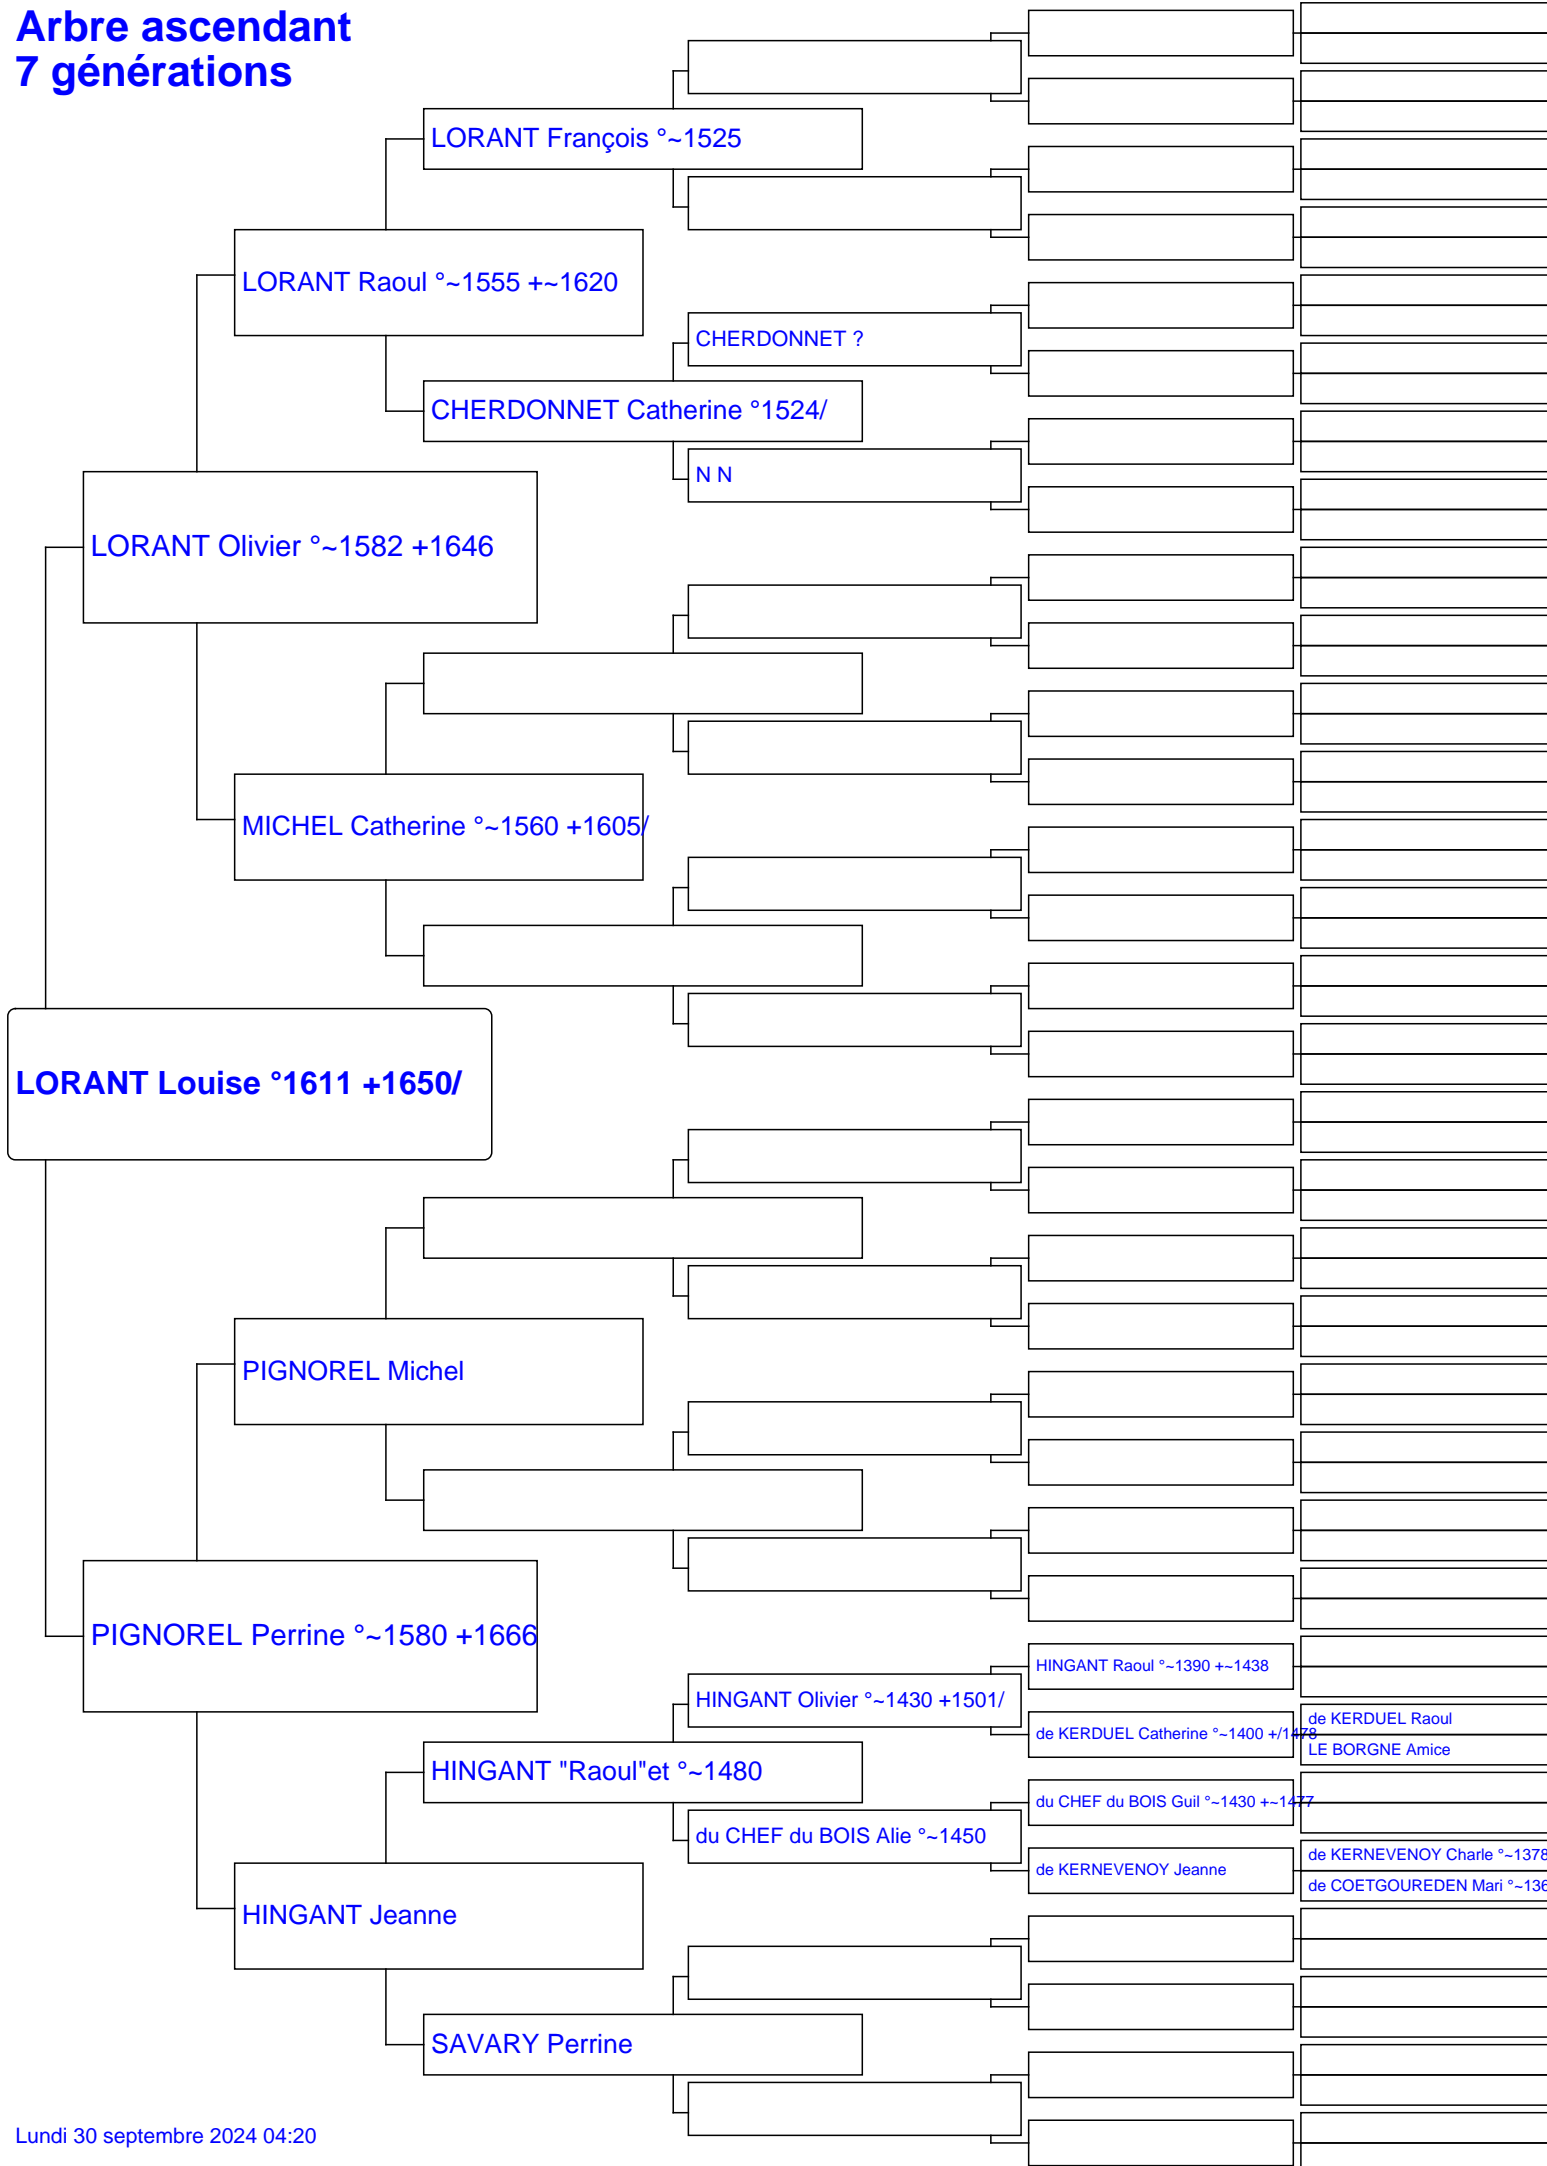 Arbre ascendant
7 générations
LORANT François °~1525
LORANT Raoul °~1555 +~1620
CHERDONNET ?
CHERDONNET Catherine °1524/
N N
LORANT Olivier °~1582 +1646
MICHEL Catherine °~1560 +1605/
LORANT Louise °1611 +1650/
PIGNOREL Michel
PIGNOREL Perrine °~1580 +1666
HINGANT Raoul °~1390 +~1438
HINGANT Olivier °~1430 +1501/
de KERDUEL Raoul
de KERDUEL Catherine °~1400 +/1478
LE BORGNE Amice
HINGANT "Raoul"et °~1480
du CHEF du BOIS Guil °~1430 +~1477
du CHEF du BOIS Alie °~1450
de KERNEVENOY Charle °~1378
de KERNEVENOY Jeanne
de COETGOUREDEN Mari °~136
HINGANT Jeanne
SAVARY Perrine
Lundi 30 septembre 2024 04:20